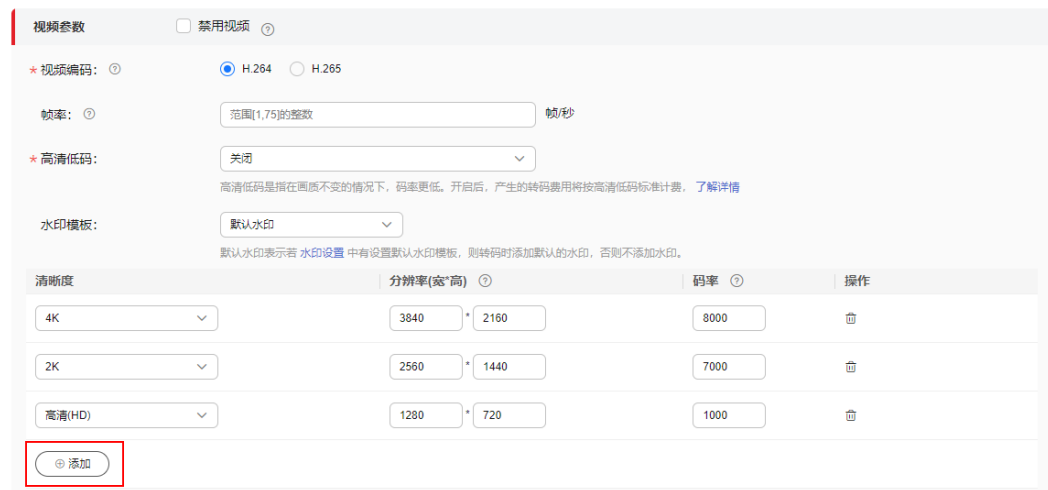 视频参数 禁用视频
* 视频编码： H.264 H.265
帧率： 范围[1,75]的整数 帧/秒
* 高清低码： 关闭
高清低码是指在画质不变的情况下，码率更低。开启后，产生的转码费用将按高清低码标准计费， 了解详情
水印模板： 默认水印
默认水印表示若 水印设置 中有设置默认水印模板，则转码时添加默认的水印，否则不添加水印。
清晰度 分辨率(宽*高) 码率 操作
4K 3840 * 2160 8000
2K 2560 * 1440 7000
高清(HD) 1280 * 720 1000
添加